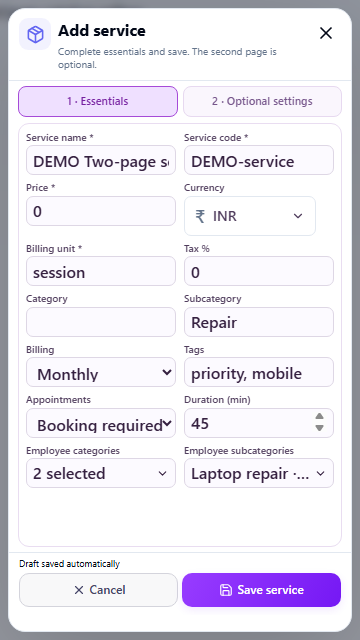 Add service
Complete essentials and save. The second page is
optional.
1 · Essentials
2 · Optional settings
Service name *
Service code *
DEMO Two-page s
DEMO-service
Price *
Currency
0
₹ INR
Billing unit *
Tax %
session
0
Category
Subcategory
Repair
Billing
Tags
Monthly
priority, mobile
Appointments
Duration (min)
Booking required
45
Employee categories
Employee subcategories
2 selected
Laptop repair ·...
Draft saved automatically
Cancel
Save service